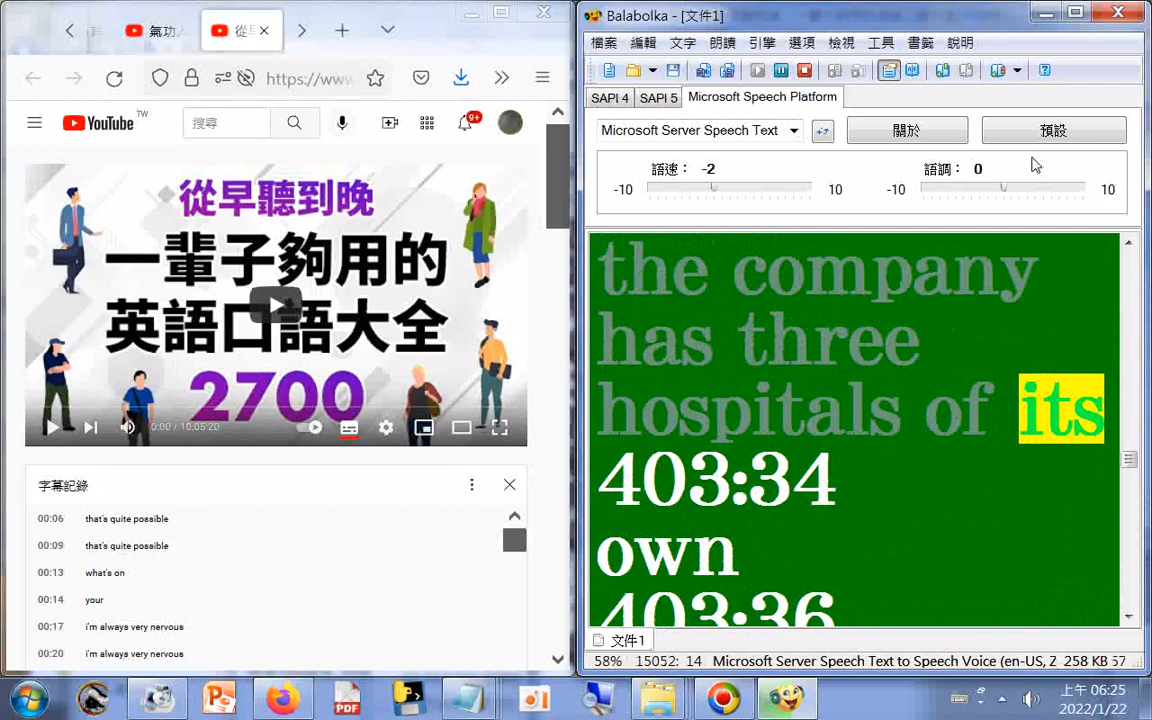 氣功
從
https://www
YouTube TW
搜尋
9+
從早聽到晚
一輩子夠用的
英語口語大全
2700
0:00 / 10:05:20
字幕記錄
00:06 that's quite possible
00:09 that's quite possible
00:13 what's on
00:14 your
00:17 i'm always very nervous
00:20 i'm always very nervous
Balabolka - [文件1]
檔案 編輯 文字 朗讀 引擎 選項 檢視 工具 書籤 說明
SAPI 4 SAPI 5 Microsoft Speech Platform
Microsoft Server Speech Text 關於 預設
語速： -2 語調： 0
-10 10 -10 10
the company
has three
hospitals of its
403:34
own
403:36
文件1
58% 15052: 14 Microsoft Server Speech Text to Speech Voice (en-US, Z 258 KB 57
PDF
上午 06:25
2022/1/22